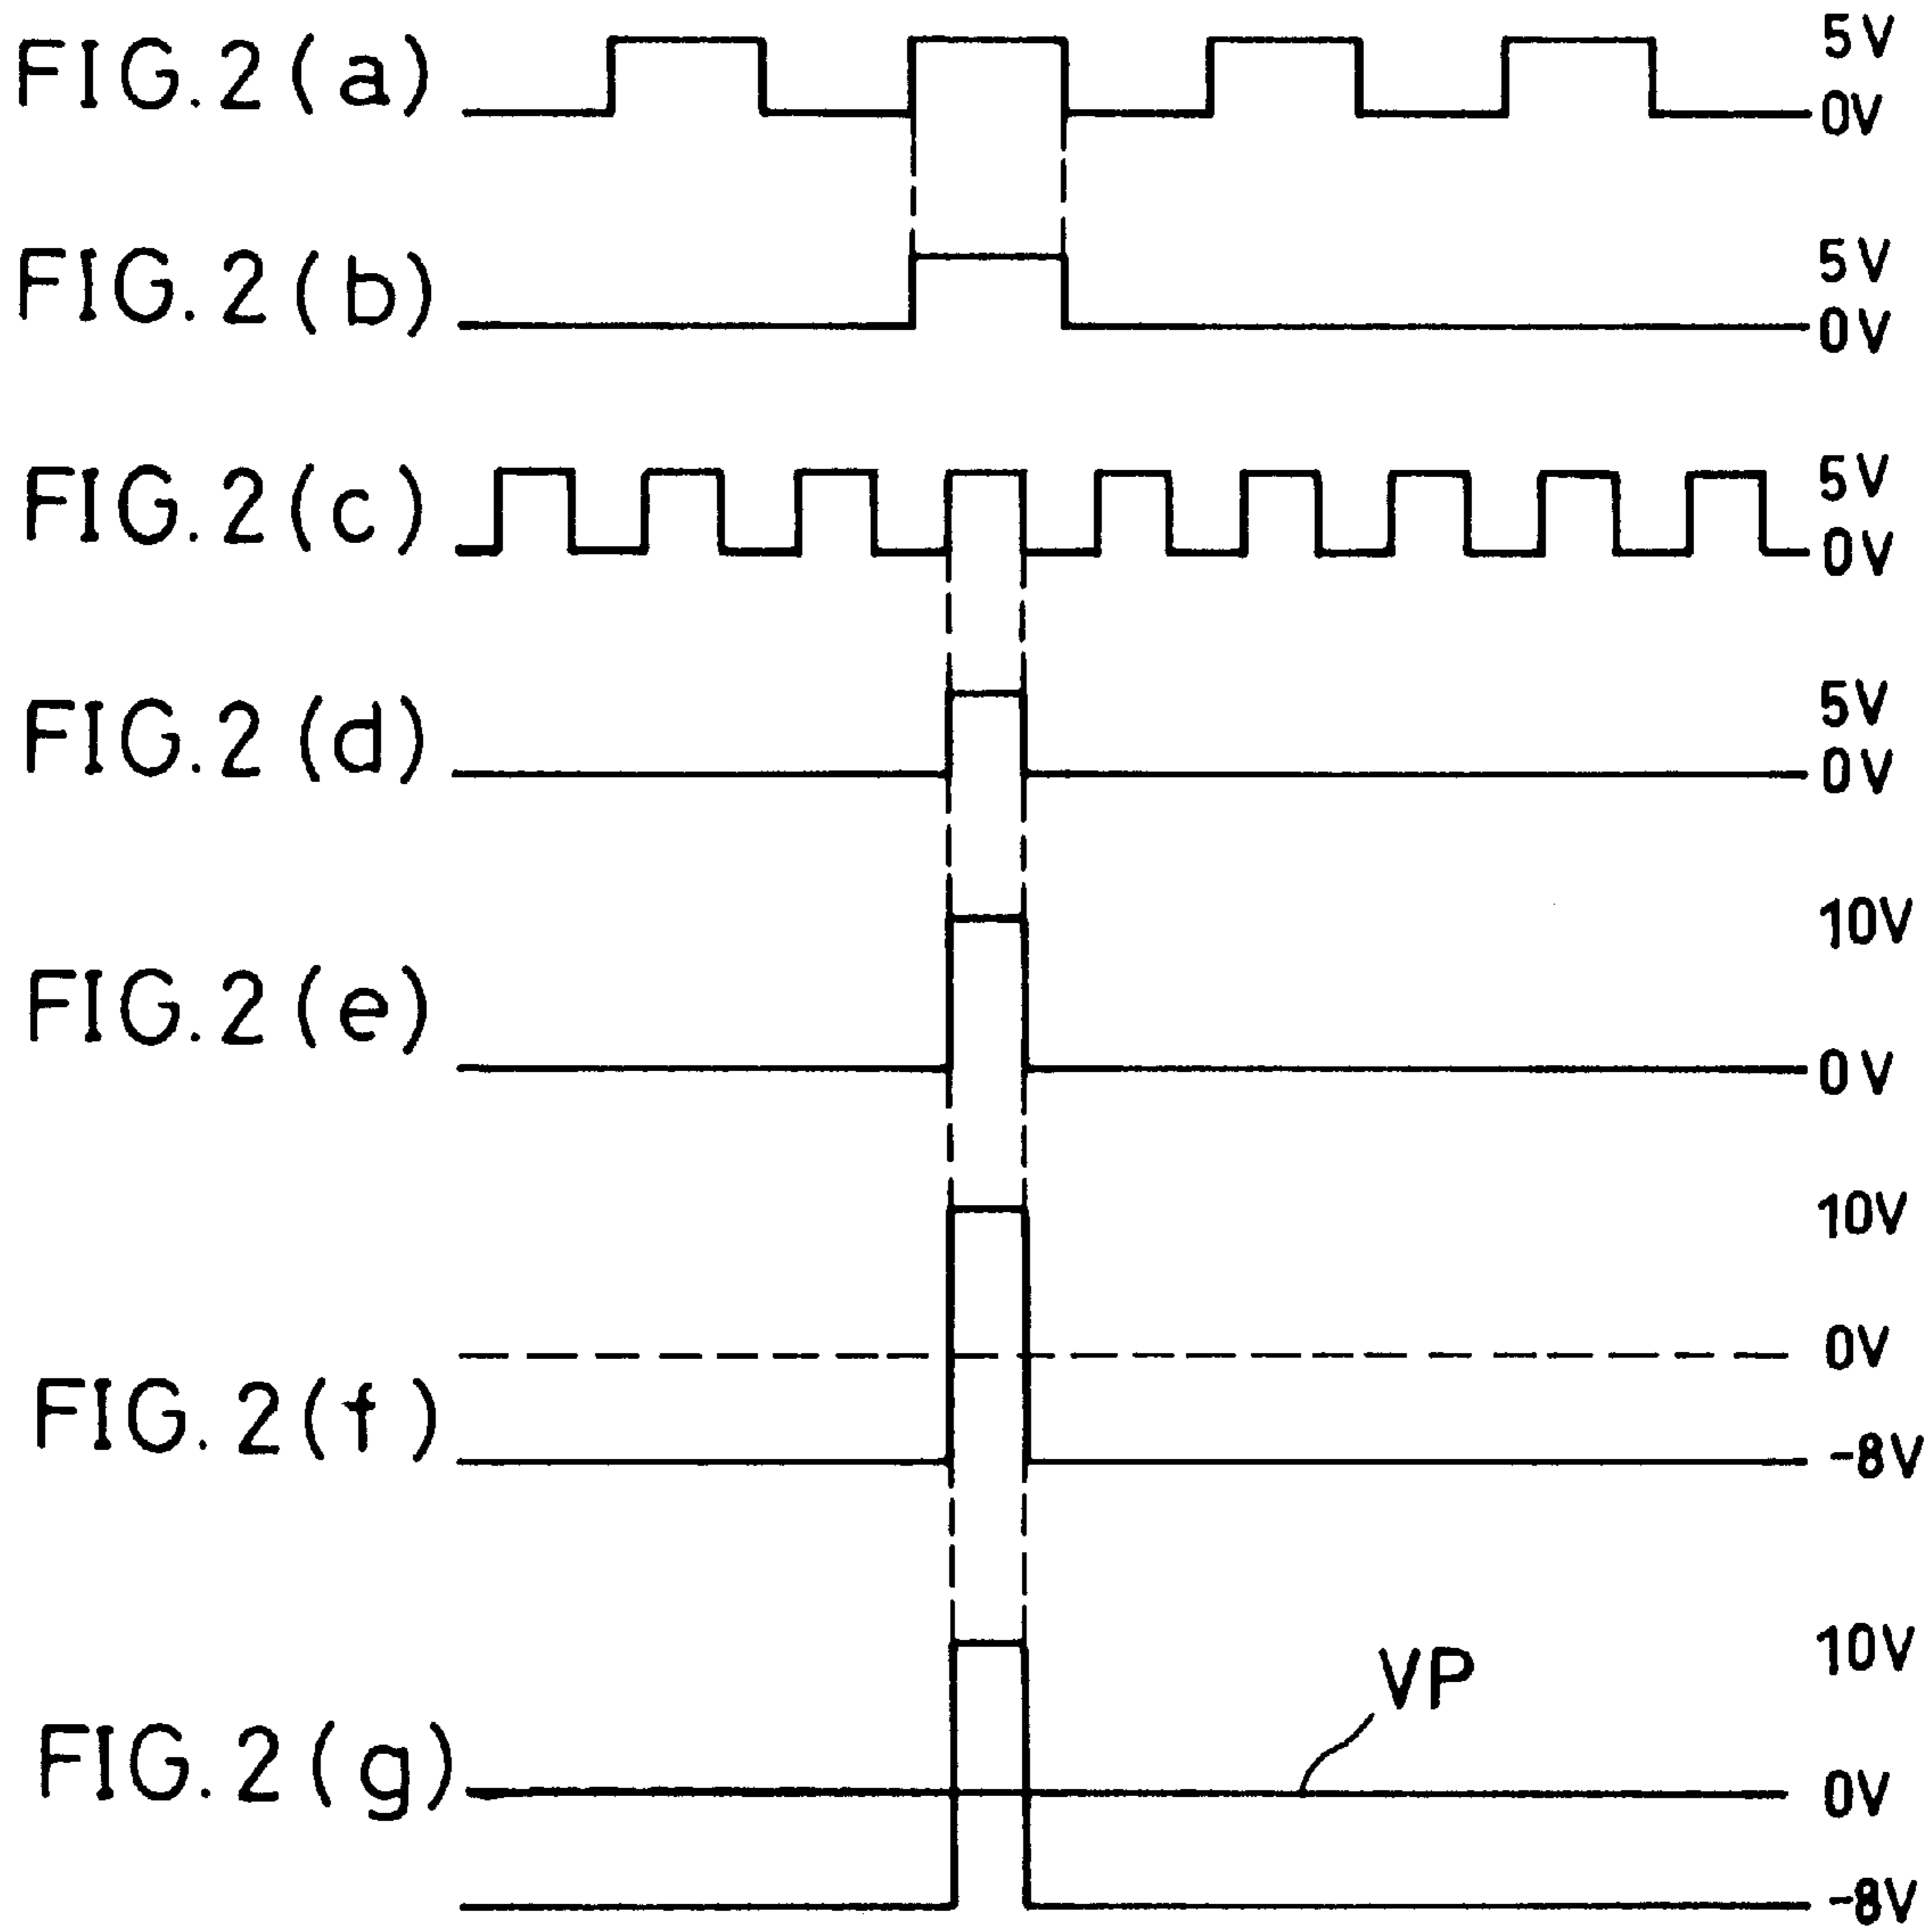 FIG.2(a)
5V
0V
FIG.2(b)
5V
0V
FIG.2(c)
5V
0V
FIG.2(d)
5V
0V
10V
FIG.2(e)
0V
10V
0V
FIG.2(f)
-8V
10V
VP
FIG.2(g)
0V
-8V